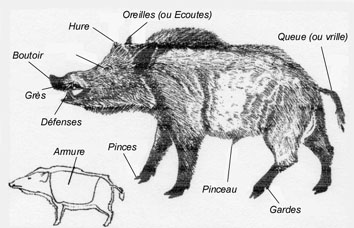 Oreilles (ou Ecoutes)
Hure
Queue (ou vrille)
Boutoir
Grès
Défenses
Pinces
Armure
Pinceau
Gardes